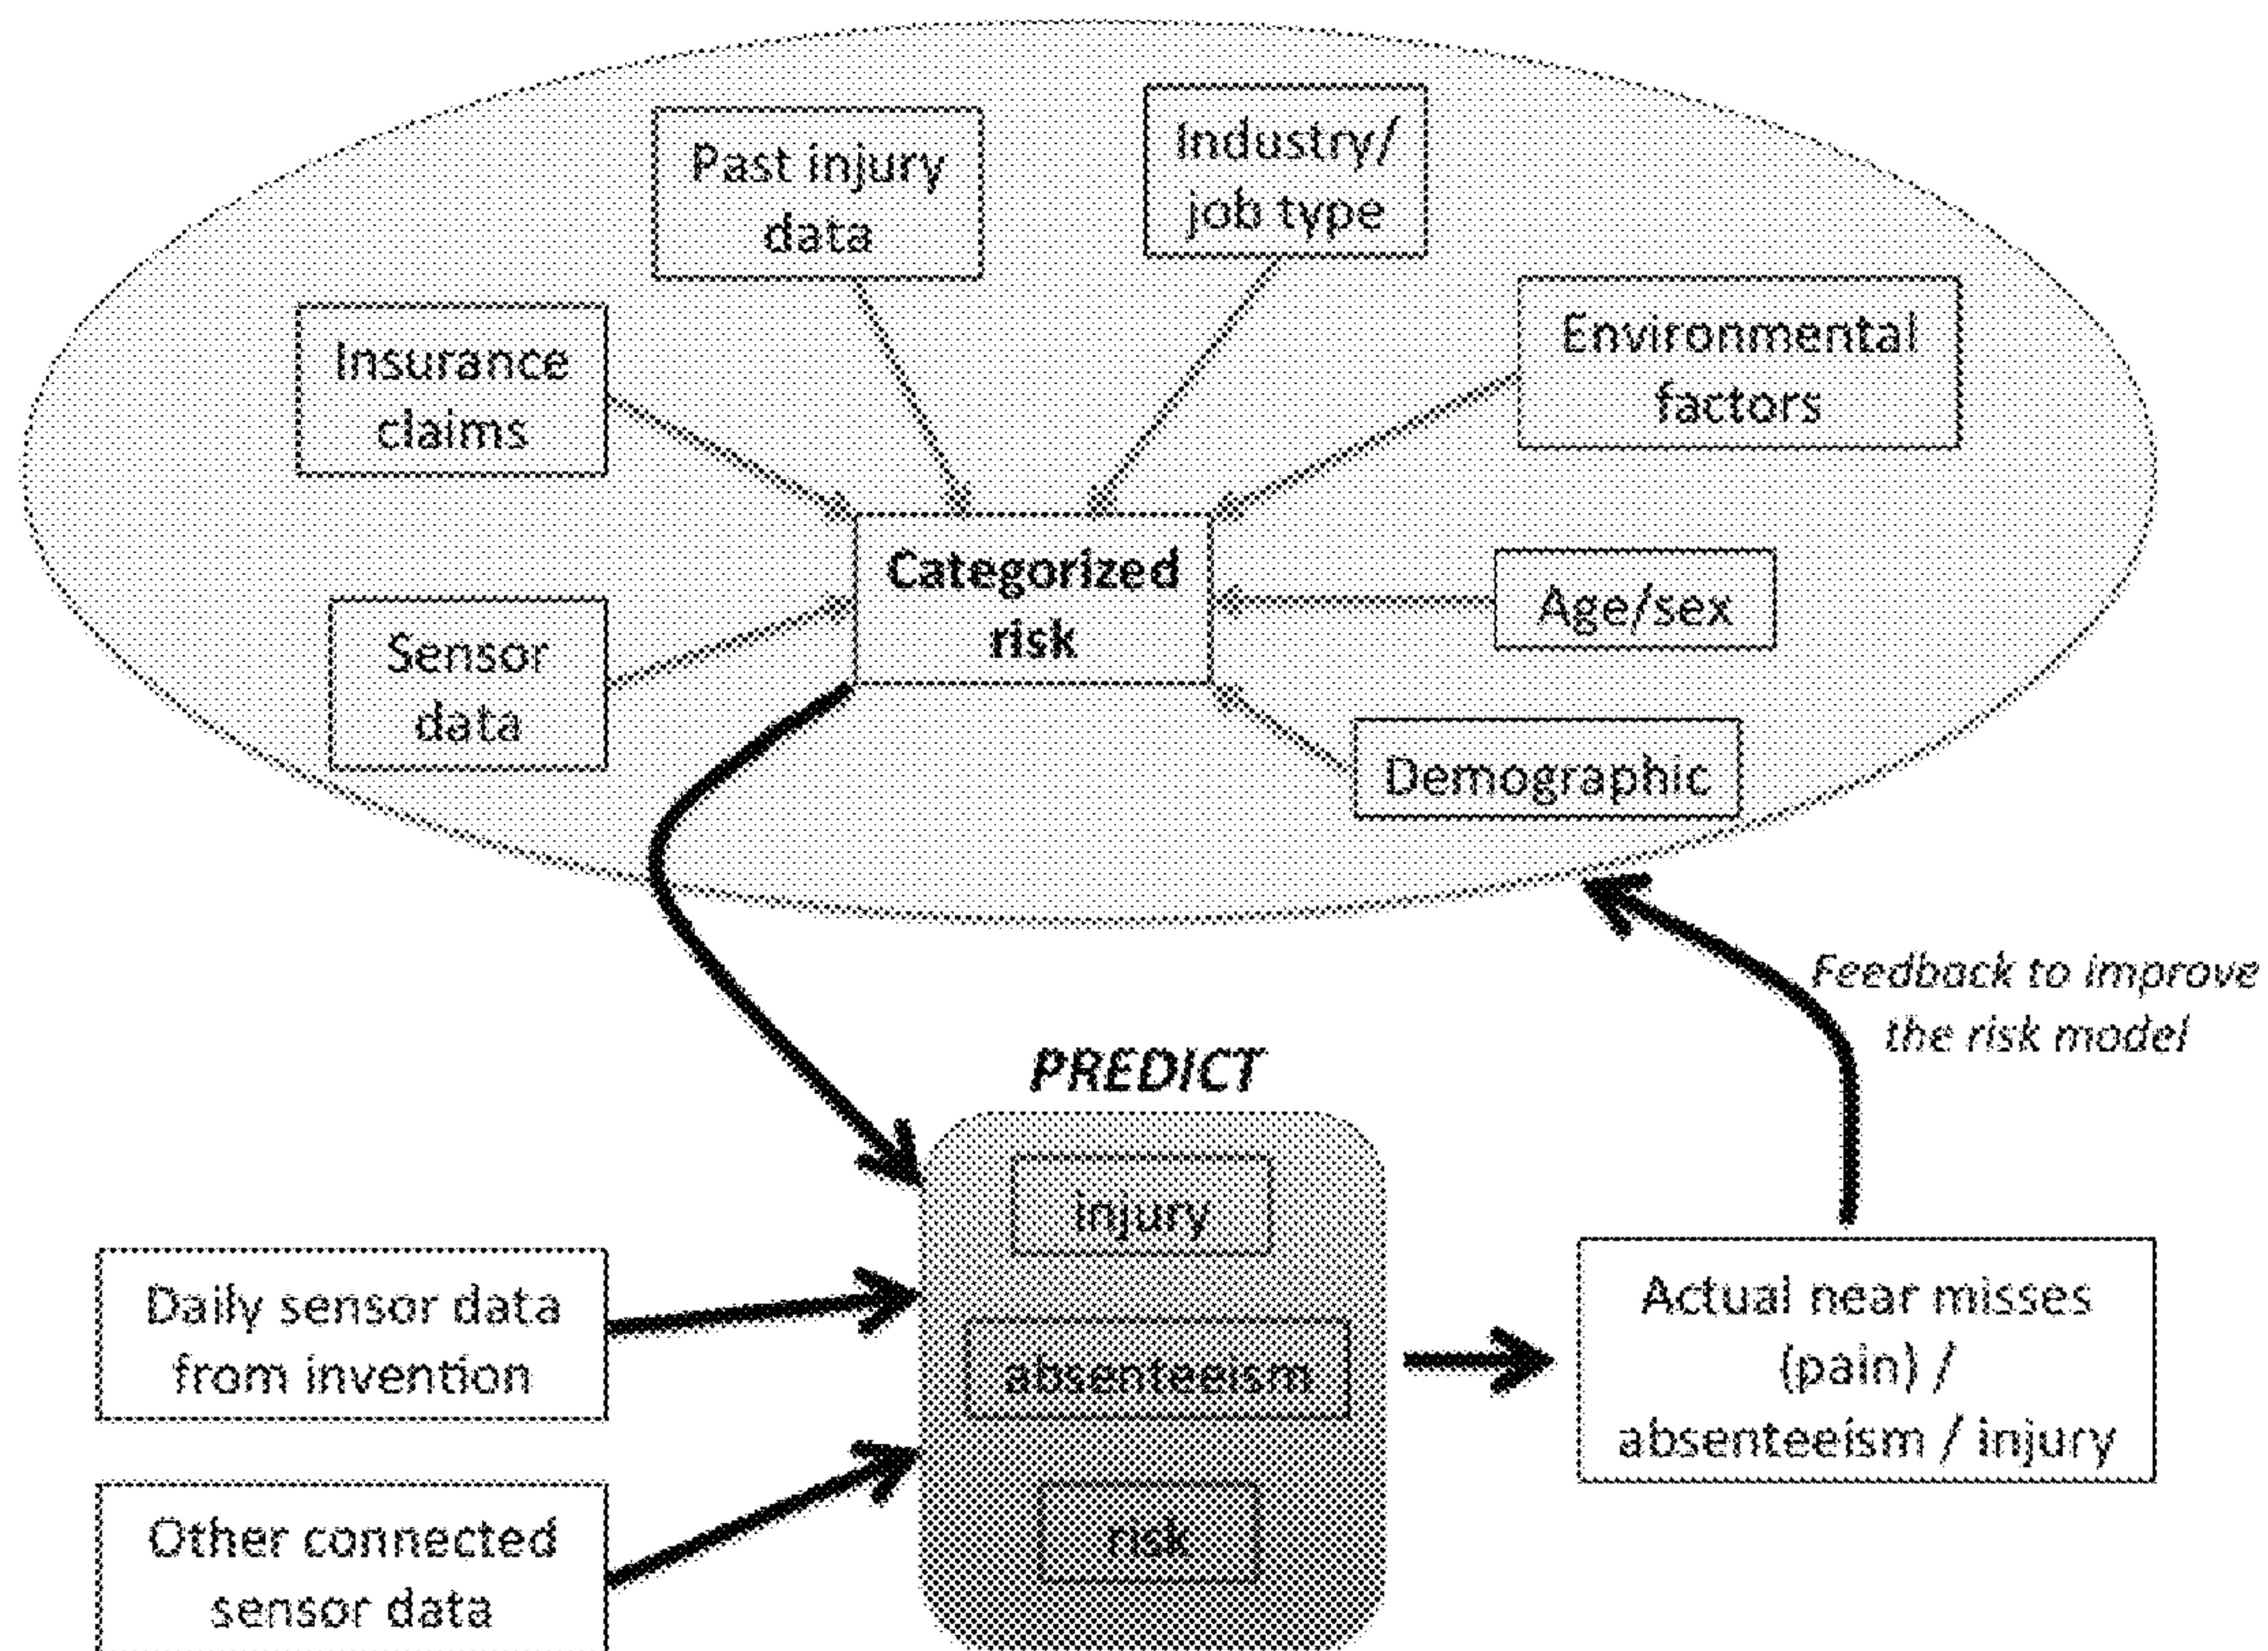 Past injury
data
Industry/
job type
Insurance
claims
Environmental
factors
Categorized
risk
Sensor
data
Age/sex
Demographic
Feedback to improve
the risk model
PREDICT
injury
absenteeism
risk
Daily sensor data
from invention
Other connected
sensor data
Actual near misses
(pain) /
absenteeism / injury